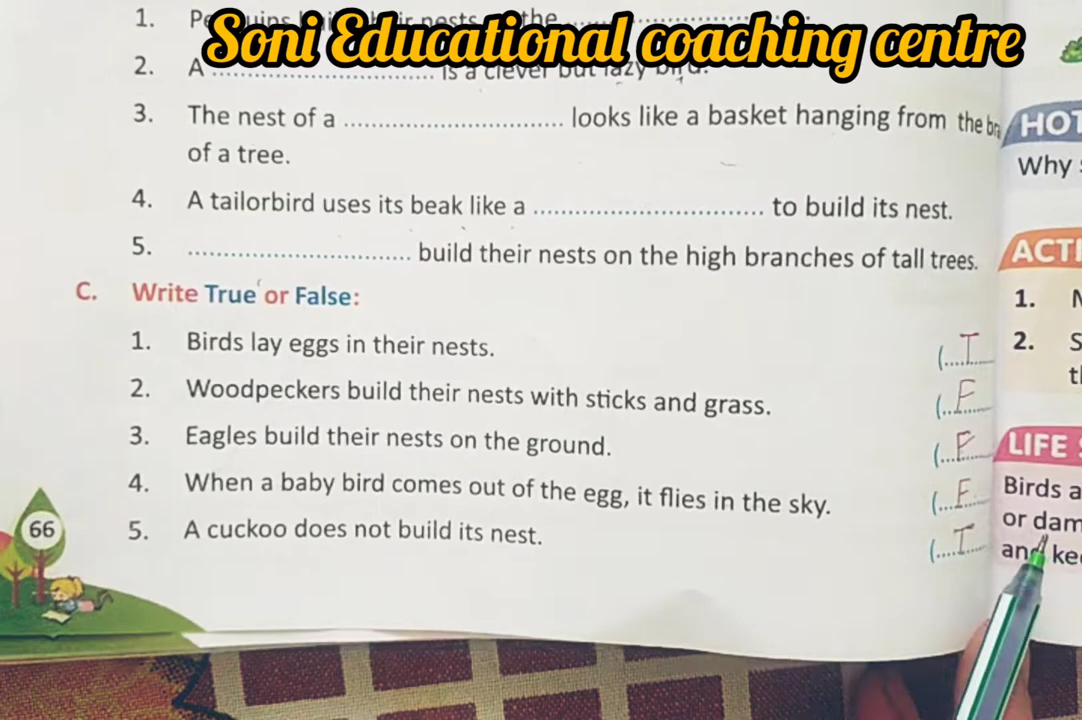 Soni Educational coaching centre
1. the
2. A .................................. is a clever but lazy bird.
3. The nest of a .................................. looks like a basket hanging from the
of a tree.
4. A tailorbird uses its beak like a .................................. to build its nest.
5. .................................. build their nests on the high branches of tall trees.
C. Write True or False:
1. Birds lay eggs in their nests. (....T......
2. Woodpeckers build their nests with sticks and grass. (....F......
3. Eagles build their nests on the ground. (....F......
4. When a baby bird comes out of the egg, it flies in the sky. (....F......
5. A cuckoo does not build its nest. (....T......
66
HOT
Why
ACTI
1.
2. S
LIFE
Birds a
or dam
and